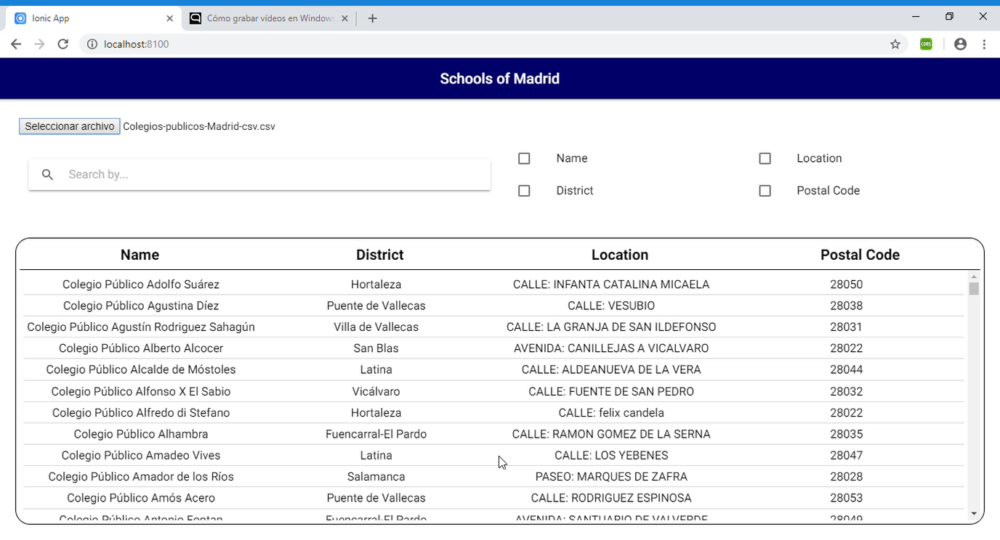 Ionic App
Cómo grabar vídeos en Windows
localhost:8100
CORS
Schools of Madrid
Seleccionar archivo Colegios-publicos-Madrid-csv.csv
Search by...
Name Location
District Postal Code
Name District Location Postal Code
Colegio Público Adolfo Suárez Hortaleza CALLE: INFANTA CATALINA MICAELA 28050
Colegio Público Agustina Díez Puente de Vallecas CALLE: VESUBIO 28038
Colegio Público Agustín Rodriguez Sahagún Villa de Vallecas CALLE: LA GRANJA DE SAN ILDEFONSO 28031
Colegio Público Alberto Alcocer San Blas AVENIDA: CANILLEJAS A VICALVARO 28022
Colegio Público Alcalde de Móstoles Latina CALLE: ALDEANUEVA DE LA VERA 28044
Colegio Público Alfonso X El Sabio Vicálvaro CALLE: FUENTE DE SAN PEDRO 28032
Colegio Público Alfredo di Stefano Hortaleza CALLE: felix candela 28022
Colegio Público Alhambra Fuencarral-El Pardo CALLE: RAMON GOMEZ DE LA SERNA 28035
Colegio Público Amadeo Vives Latina CALLE: LOS YEBENES 28047
Colegio Público Amador de los Ríos Salamanca PASEO: MARQUES DE ZAFRA 28028
Colegio Público Amós Acero Puente de Vallecas CALLE: RODRIGUEZ ESPINOSA 28053
Colegio Público Antonio Fontan Fuencarral-El Pardo AVENIDA: SANTUARIO DE VALVERDE 28049